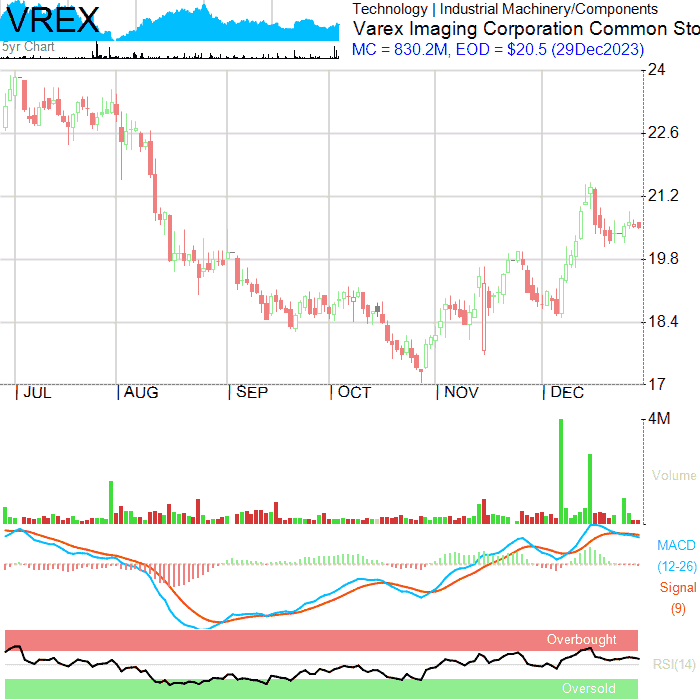 VREX
5yr Chart
Technology | Industrial Machinery/Components
Varex Imaging Corporation Common Sto
MC = 830.2M, EOD = $20.5 (29Dec2023)
24
22.6
21.2
19.8
18.4
17
JUL
AUG
SEP
OCT
NOV
DEC
4M
Volume
MACD
(12-26)
Signal
(9)
Overbought
RSI(14)
Oversold